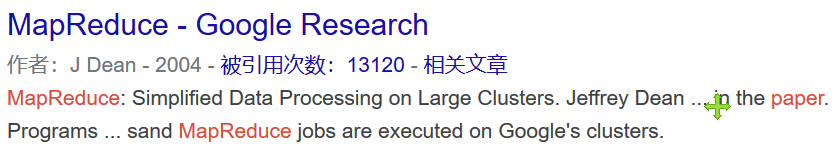 MapReduce - Google Research
作者：J Dean - 2004 - 被引用次数：13120 - 相关文章
MapReduce: Simplified Data Processing on Large Clusters. Jeffrey Dean ... in the paper.
Programs ... sand MapReduce jobs are executed on Google's clusters.